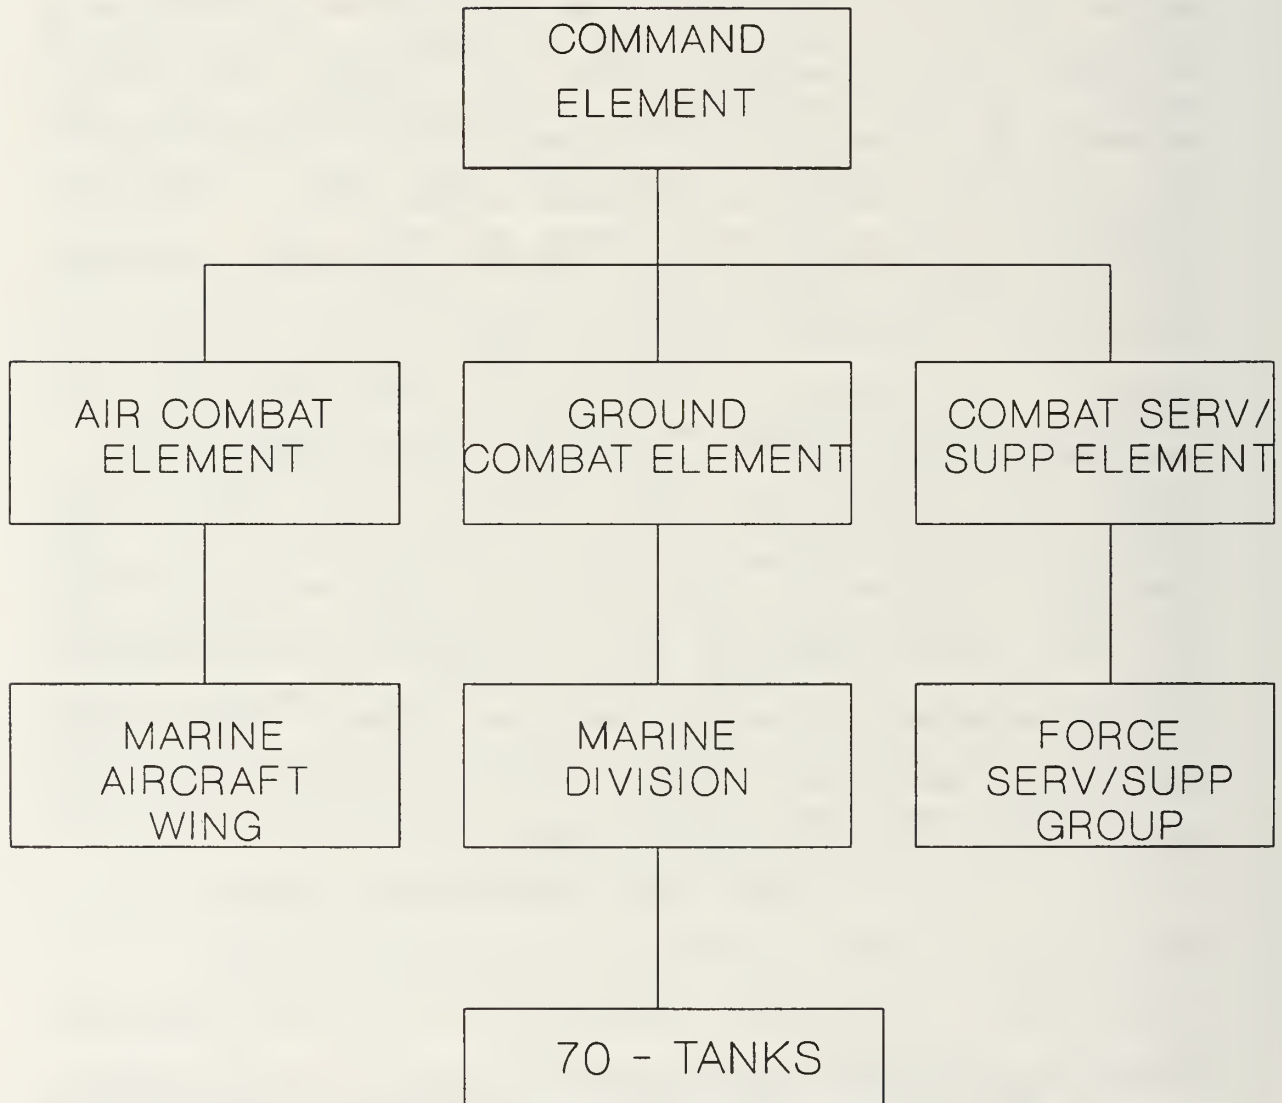 COMMAND
ELEMENT
AIR COMBAT
ELEMENT
GROUND
COMBAT ELEMENT
COMBAT SERV/
SUPP ELEMENT
MARINE
AIRCRAFT
WING
MARINE
DIVISION
FORCE
SERV/SUPP
GROUP
70 - TANKS